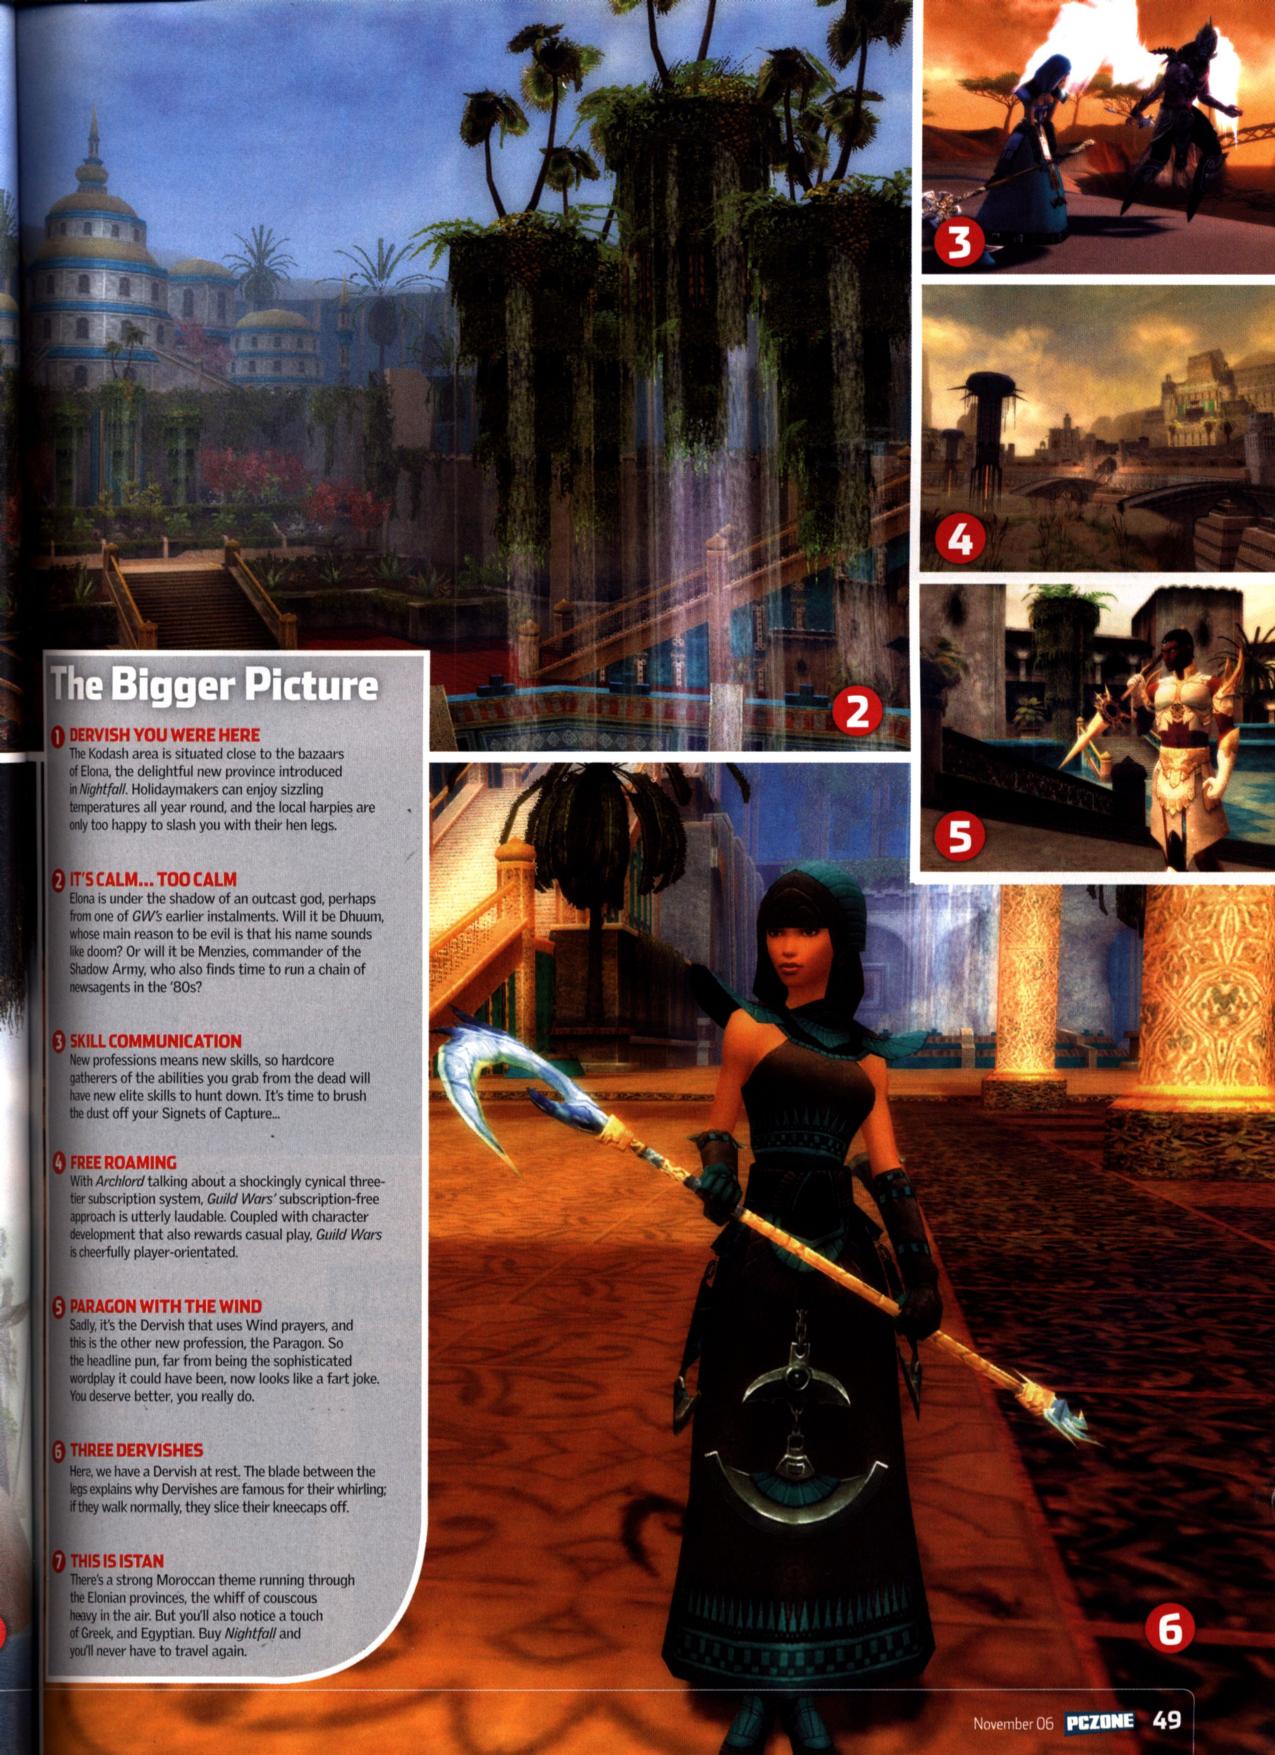 The Bigger Picture
1 DERVISH YOU WERE HERE
The Kodash area is situated close to the bazaars
of Elona, the delightful new province introduced
in Nightfall. Holidaymakers can enjoy sizzling
temperatures all year round, and the local harpies are
only too happy to slash you with their hen legs.
2 IT'S CALM... TOO CALM
Elona is under the shadow of an outcast god, perhaps
from one of GW's earlier instalments. Will it be Dhuum,
whose main reason to be evil is that his name sounds
like doom? Or will it be Menzies, commander of the
Shadow Army, who also finds time to run a chain of
newsagents in the '80s?
3 SKILL COMMUNICATION
New professions means new skills, so hardcore
gatherers of the abilities you grab from the dead will
have new elite skills to hunt down. It's time to brush
the dust off your Signets of Capture...
4 FREE ROAMING
With Archlord talking about a shockingly cynical three-
tier subscription system, Guild Wars' subscription-free
approach is utterly laudable. Coupled with character
development that also rewards casual play, Guild Wars
is cheerfully player-orientated.
5 PARAGON WITH THE WIND
Sadly, it's the Dervish that uses Wind prayers, and
this is the other new profession, the Paragon. So
the headline pun, far from being the sophisticated
wordplay it could have been, now looks like a fart joke.
You deserve better, you really do.
6 THREE DERVISHES
Here, we have a Dervish at rest. The blade between the
legs explains why Dervishes are famous for their whirling;
if they walk normally, they slice their kneecaps off.
7 THIS IS ISTAN
There's a strong Moroccan theme running through
the Elonian provinces, the whiff of couscous
heavy in the air. But you'll also notice a touch
of Greek, and Egyptian. Buy Nightfall and
you'll never have to travel again.
2
3
4
5
6
November 06 PCZONE 49